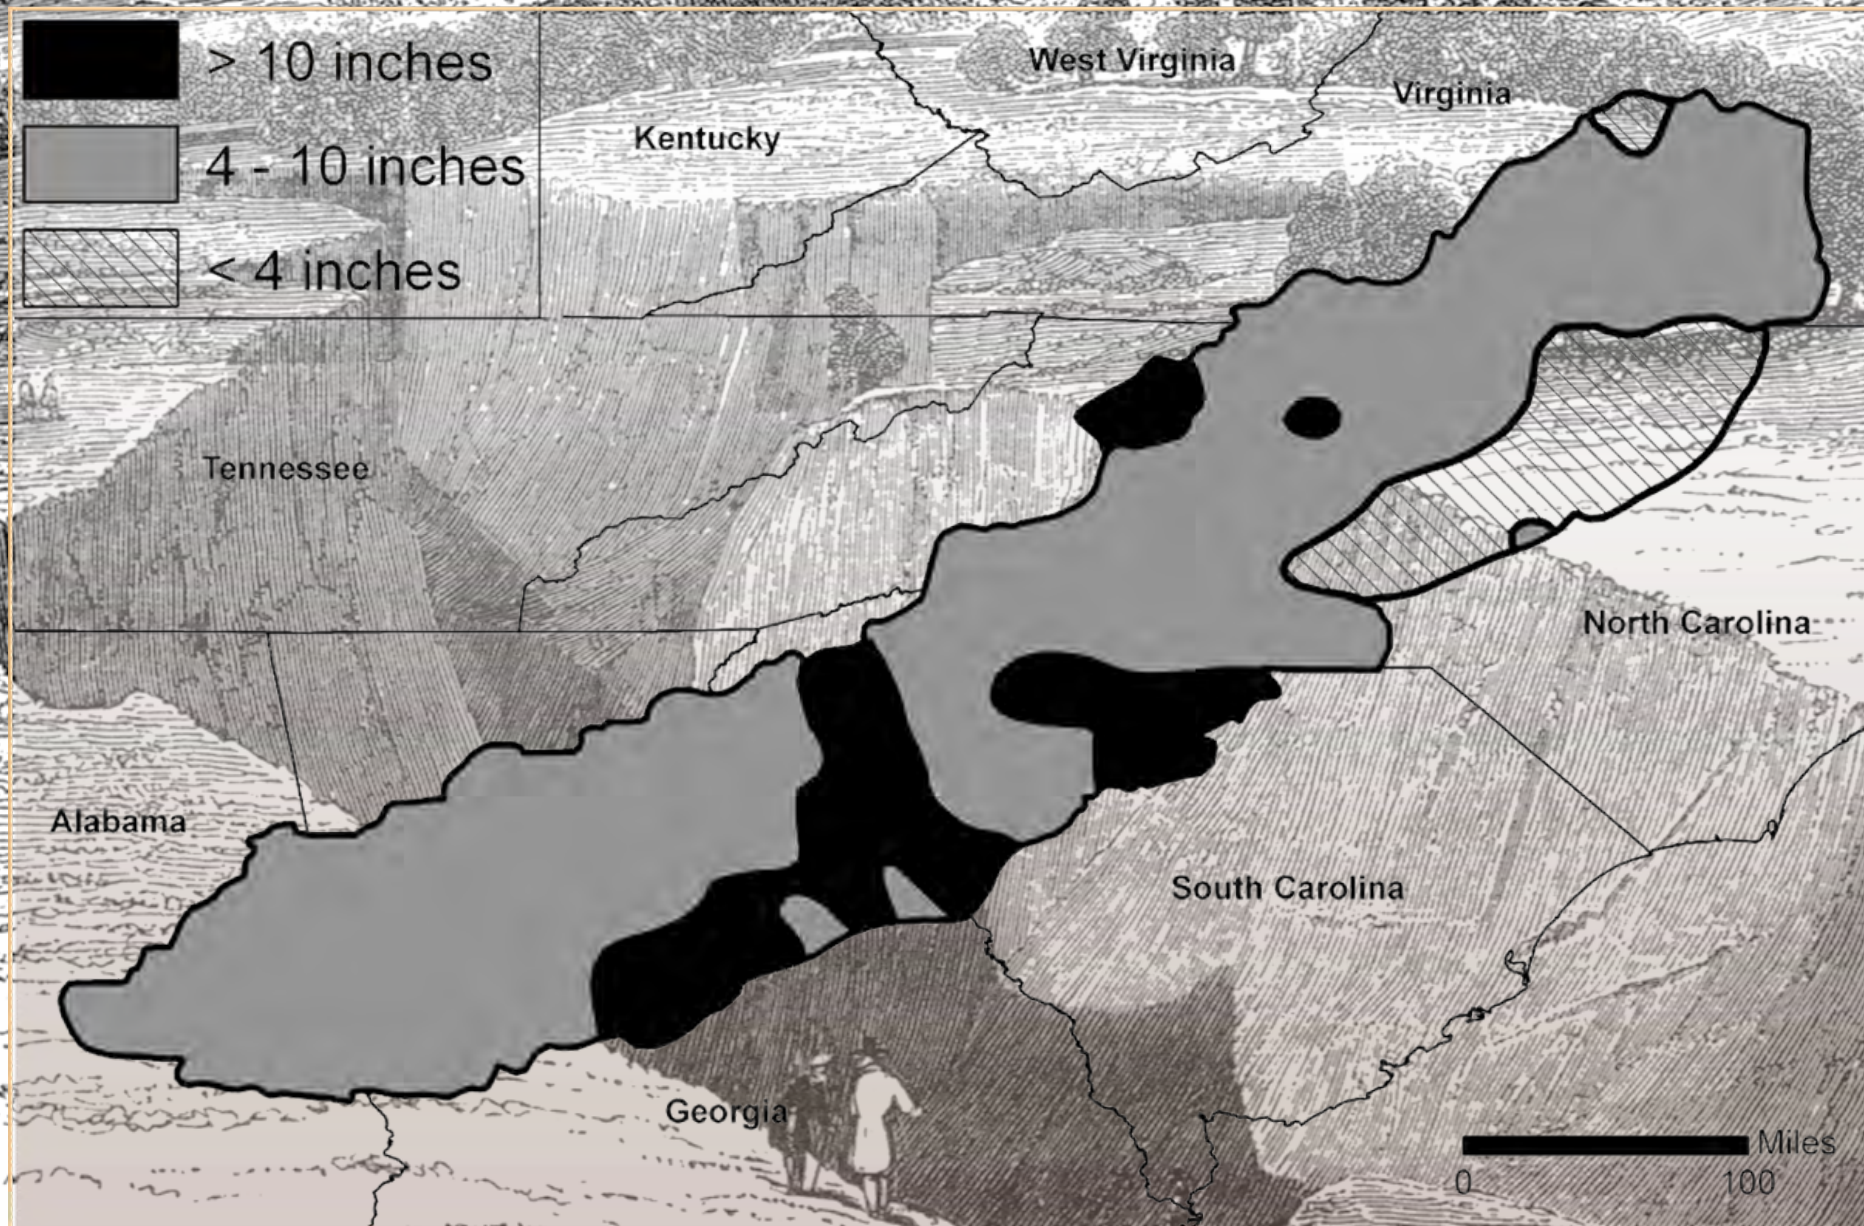 > 10 inches
4 - 10 inches
< 4 inches
West Virginia
Virginia
Kentucky
Tennessee
North Carolina
Alabama
South Carolina
Georgia
Miles
0 100